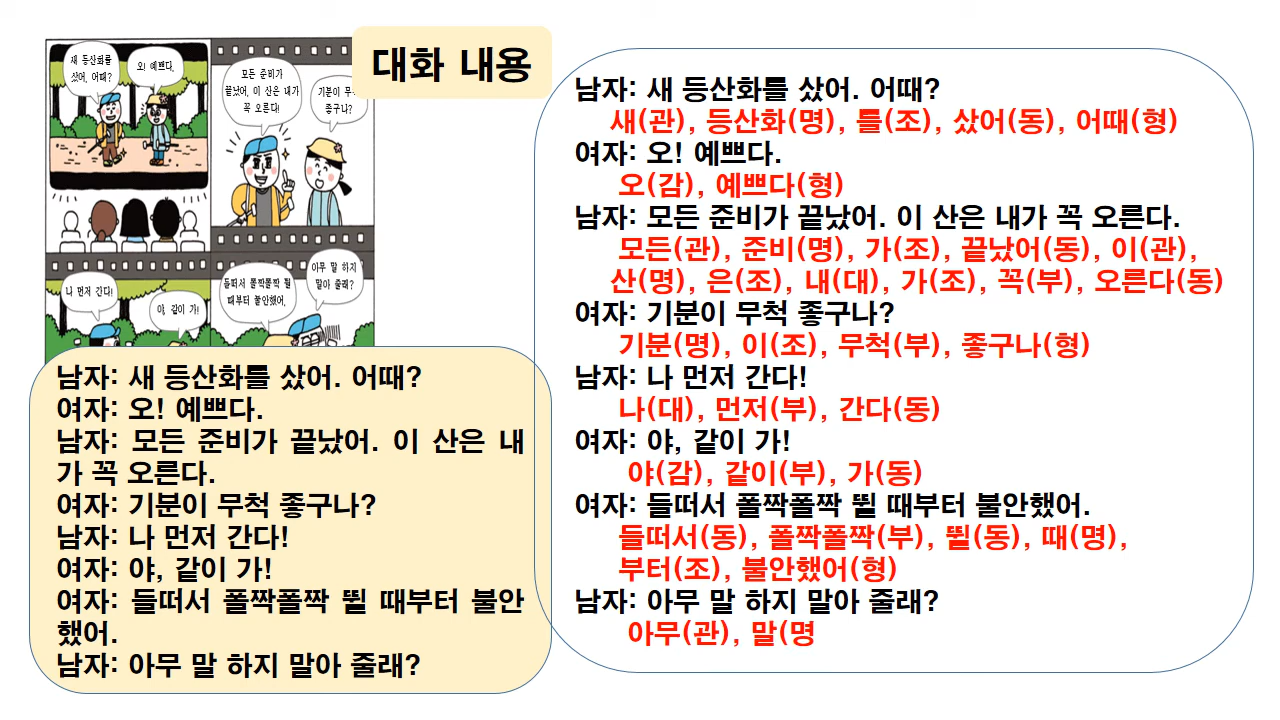 대화 내용
새 등산화를
샀어. 어때?
오! 예쁘다.
모든 준비가
끝났어. 이 산은 내가
꼭 오른다!
기분이 무
좋구나?
나 먼저 간다!
야, 같이 가!
들떠서 폴짝폴짝 뛸
때부터 불안했어.
아무 말 하지
말아 줄래?
남자: 새 등산화를 샀어. 어때?
여자: 오! 예쁘다.
남자: 모든 준비가 끝났어. 이 산은 내
가 꼭 오른다.
여자: 기분이 무척 좋구나?
남자: 나 먼저 간다!
여자: 야, 같이 가!
여자: 들떠서 폴짝폴짝 뛸 때부터 불안
했어.
남자: 아무 말 하지 말아 줄래?
남자: 새 등산화를 샀어. 어때?
새(관), 등산화(명), 를(조), 샀어(동), 어때(형)
여자: 오! 예쁘다.
오(감), 예쁘다(형)
남자: 모든 준비가 끝났어. 이 산은 내가 꼭 오른다.
모든(관), 준비(명), 가(조), 끝났어(동), 이(관),
산(명), 은(조), 내(대), 가(조), 꼭(부), 오른다(동)
여자: 기분이 무척 좋구나?
기분(명), 이(조), 무척(부), 좋구나(형)
남자: 나 먼저 간다!
나(대), 먼저(부), 간다(동)
여자: 야, 같이 가!
야(감), 같이(부), 가(동)
여자: 들떠서 폴짝폴짝 뛸 때부터 불안했어.
들떠서(동), 폴짝폴짝(부), 뛸(동), 때(명),
부터(조), 불안했어(형)
남자: 아무 말 하지 말아 줄래?
아무(관), 말(명